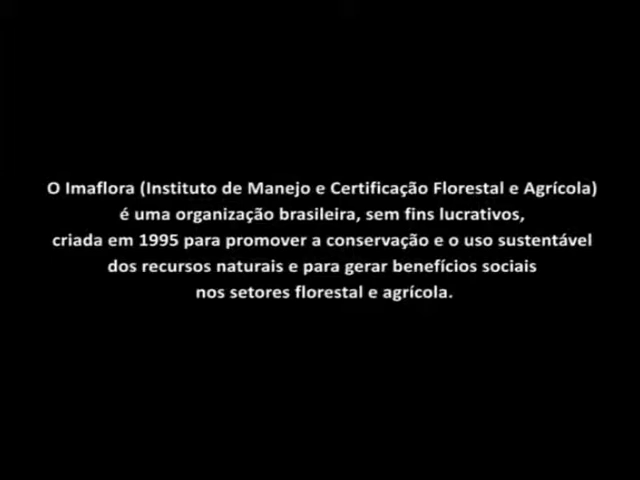 O Imaflora (Instituto de Manejo e Certificação Florestal e Agrícola)
é uma organização brasileira, sem fins lucrativos,
criada em 1995 para promover a conservação e o uso sustentável
dos recursos naturais e para gerar benefícios sociais
nos setores florestal e agrícola.